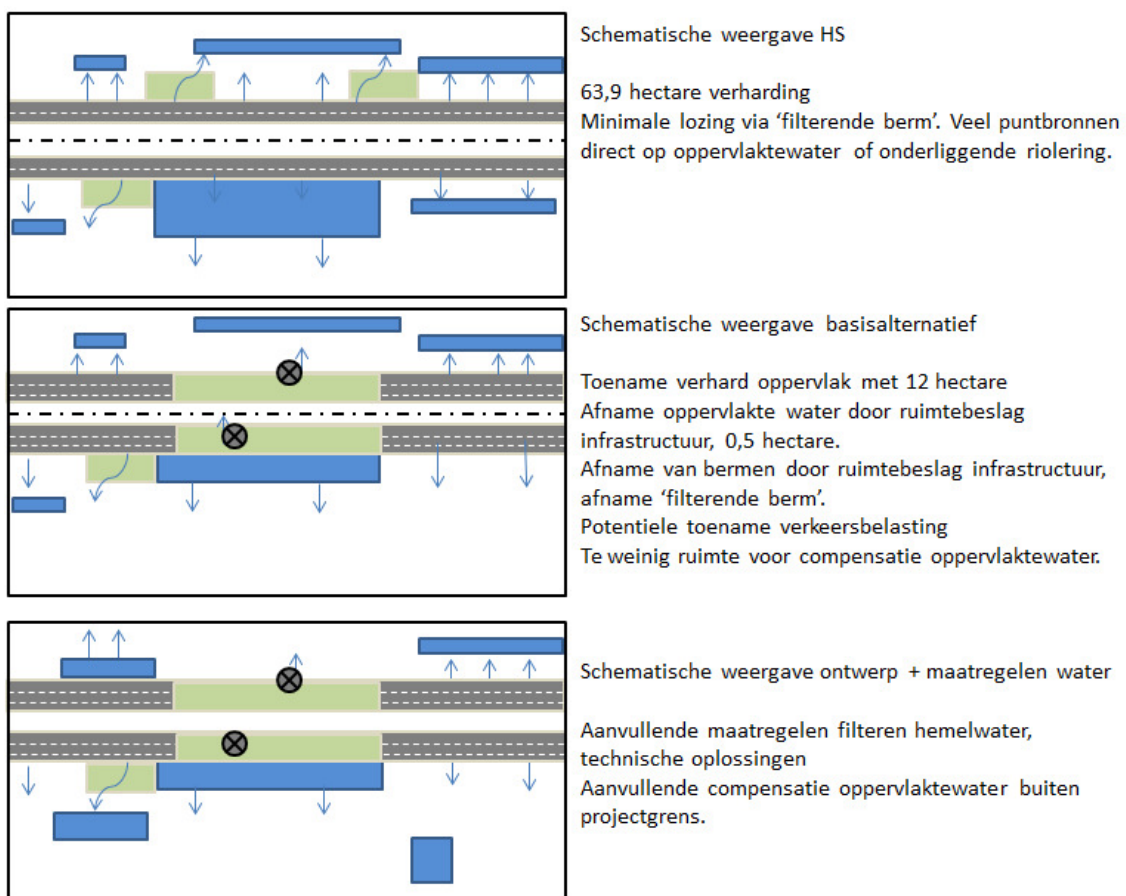 Schematische weergave HS
63,9 hectare verharding
Minimale lozing via ‘filterende berm’. Veel puntbronnen
direct op oppervlaktewater of onderliggende riolering.
Schematische weergave basisalternatief
Toename verhard oppervlak met 12 hectare
Afname oppervlakte water door ruimtebeslag
infrastructuur, 0,5 hectare.
Afname van bermen door ruimtebeslag infrastructuur,
afname ‘filterende berm’.
Potentiele toename verkeersbelasting
Te weinig ruimte voor compensatie oppervlaktewater.
Schematische weergave ontwerp + maatregelen water
Aanvullende maatregelen filteren hemelwater,
technische oplossingen
Aanvullende compensatie oppervlaktewater buiten
projectgrens.